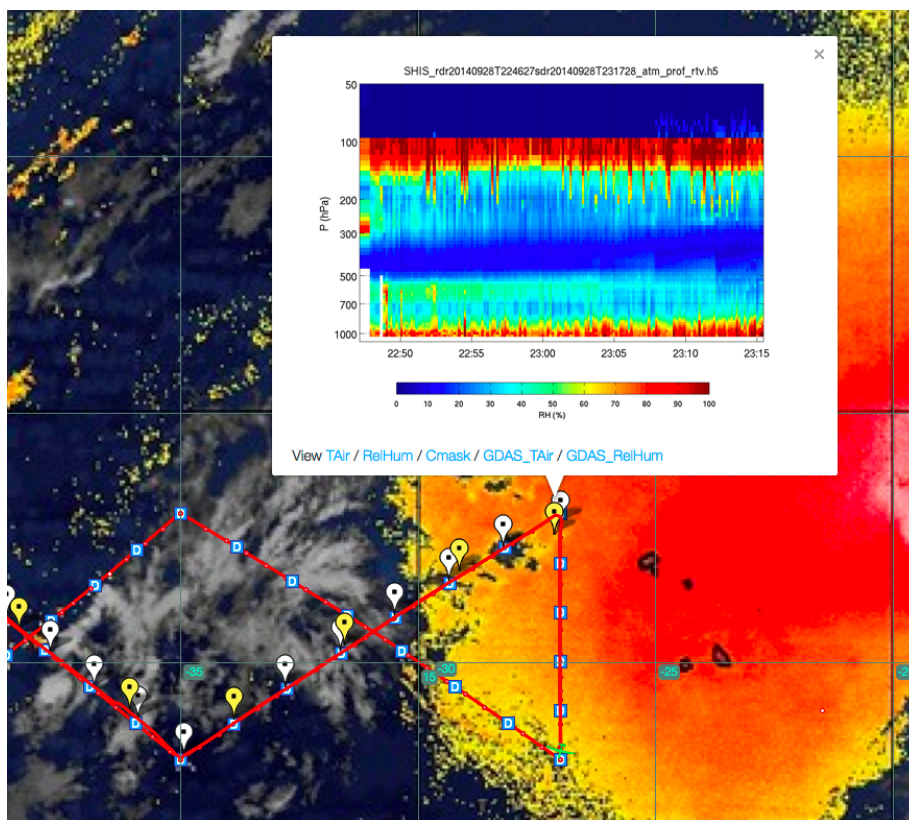 ×
SHIS_rdr20140928T224627sdr20140928T231728_atm_prof_rtv.h5
50
100
200
300
500
700
1000
P (hPa)
22:50 22:55 23:00 23:05 23:10 23:15
0 10 20 30 40 50 60 70 80 90 100
RH (%)
View TAir / RelHum / Cmask / GDAS_TAir / GDAS_RelHum
D
D D
D
D D
D D
D D
D
D D
D D D
D D
D D D
D D
D D D
D D
-35 -30 -25
15